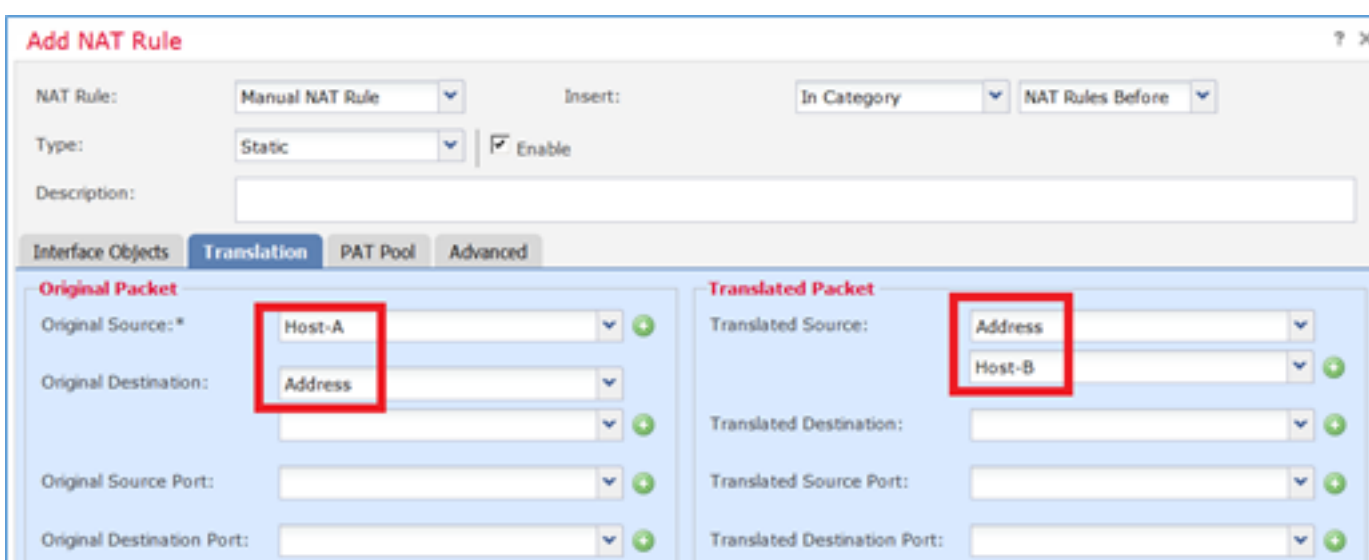 Add NAT Rule ?
NAT Rule: Manual NAT Rule Insert: In Category NAT Rules Before
Type: Static Enable
Description:
Interface Objects Translation PAT Pool Advanced
Original Packet Translated Packet
Original Source:* Host-A Translated Source: Address
Host-B
Original Destination: Address
Translated Destination:
Original Source Port: Translated Source Port:
Original Destination Port: Translated Destination Port: